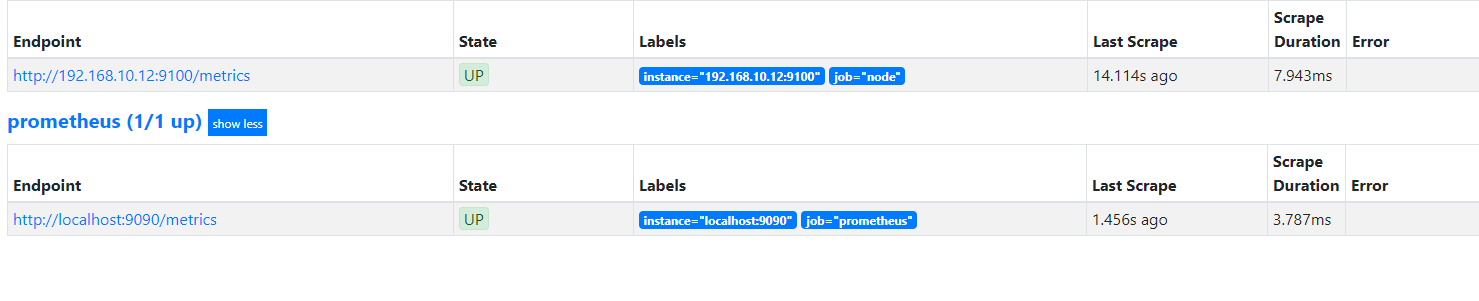 Endpoint State Labels Last Scrape Scrape Duration Error
http://192.168.10.12:9100/metrics UP instance="192.168.10.12:9100" job="node" 14.114s ago 7.943ms
prometheus (1/1 up) show less
Endpoint State Labels Last Scrape Scrape Duration Error
http://localhost:9090/metrics UP instance="localhost:9090" job="prometheus" 1.456s ago 3.787ms